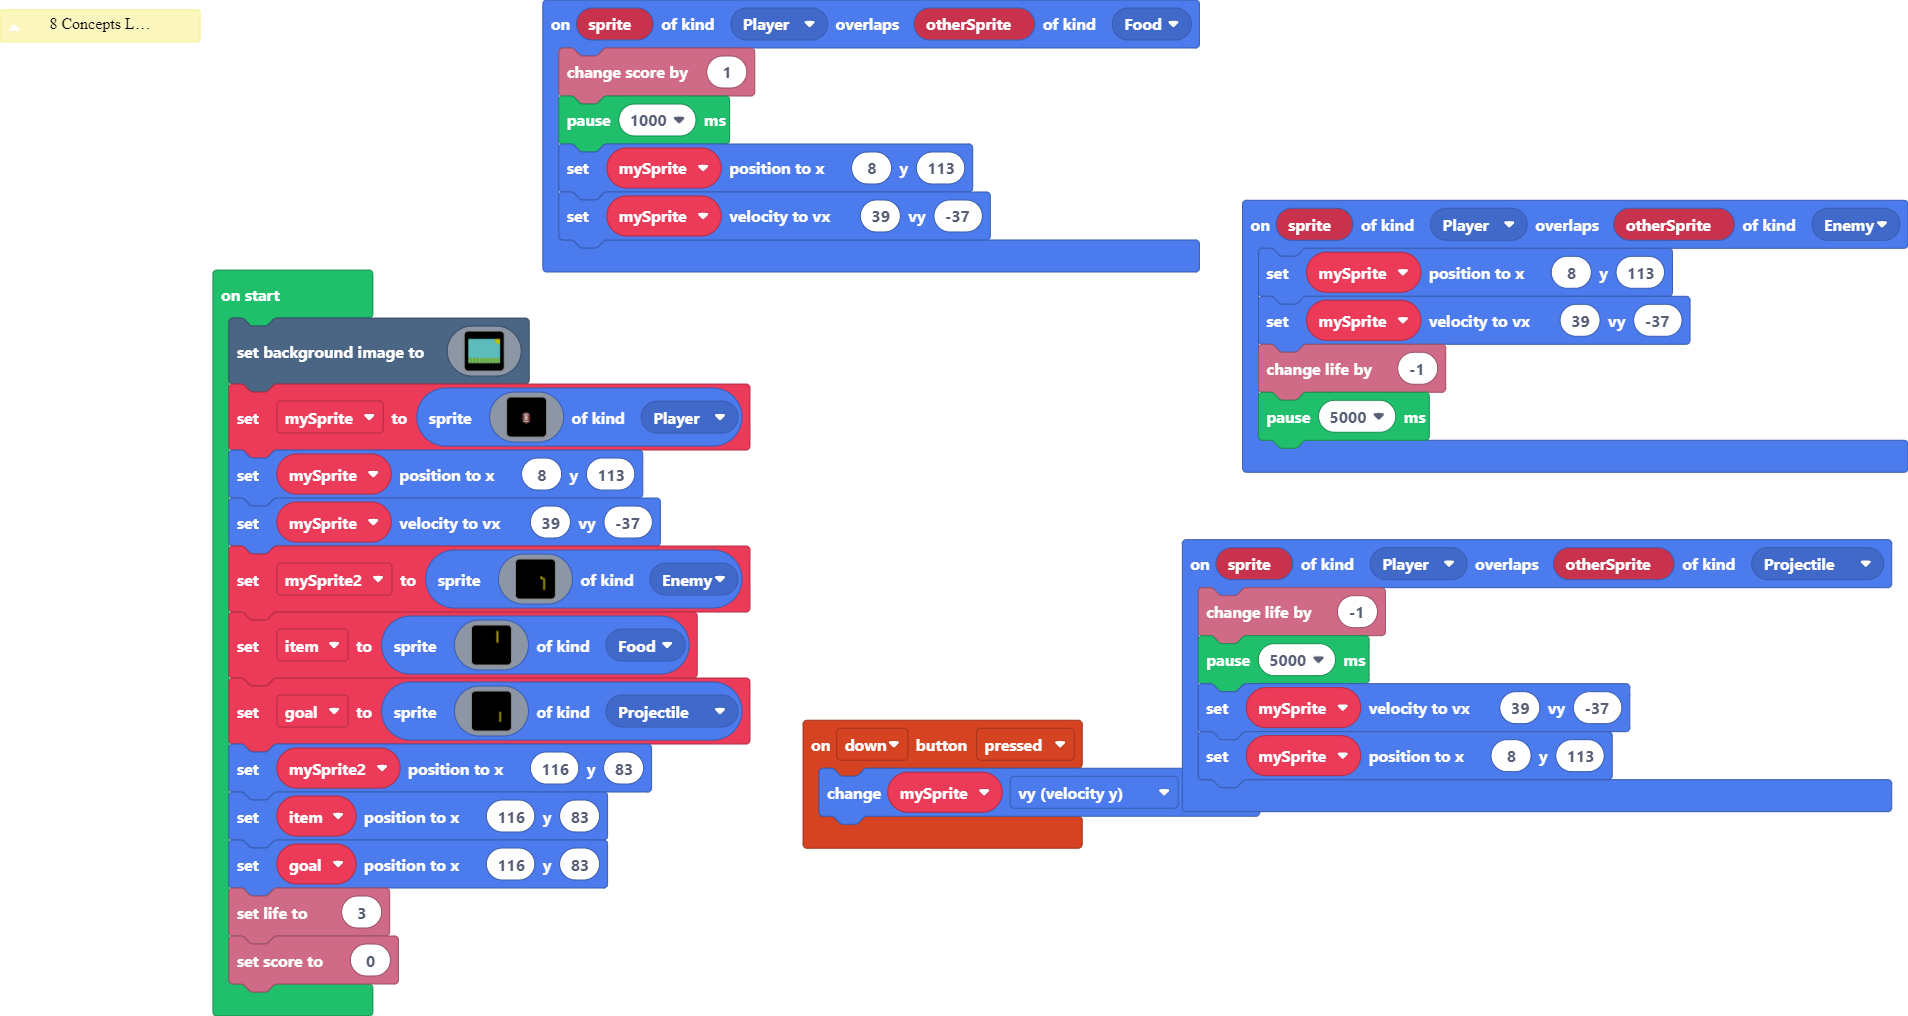 8 Concepts L...
on sprite of kind Player overlaps otherSprite of kind Food
change score by 1
pause 1000 ms
set mySprite position to x 8 y 113
set mySprite velocity to vx 39 vy -37
on sprite of kind Player overlaps otherSprite of kind Enemy
set mySprite position to x 8 y 113
set mySprite velocity to vx 39 vy -37
change life by -1
pause 5000 ms
on start
set background image to
set mySprite to sprite of kind Player
set mySprite position to x 8 y 113
set mySprite velocity to vx 39 vy -37
set mySprite2 to sprite of kind Enemy
set item to sprite of kind Food
set goal to sprite of kind Projectile
set mySprite2 position to x 116 y 83
set item position to x 116 y 83
set goal position to x 116 y 83
set life to 3
set score to 0
on down button pressed
change mySprite vy (velocity y)
on sprite of kind Player overlaps otherSprite of kind Projectile
change life by -1
pause 5000 ms
set mySprite velocity to vx 39 vy -37
set mySprite position to x 8 y 113